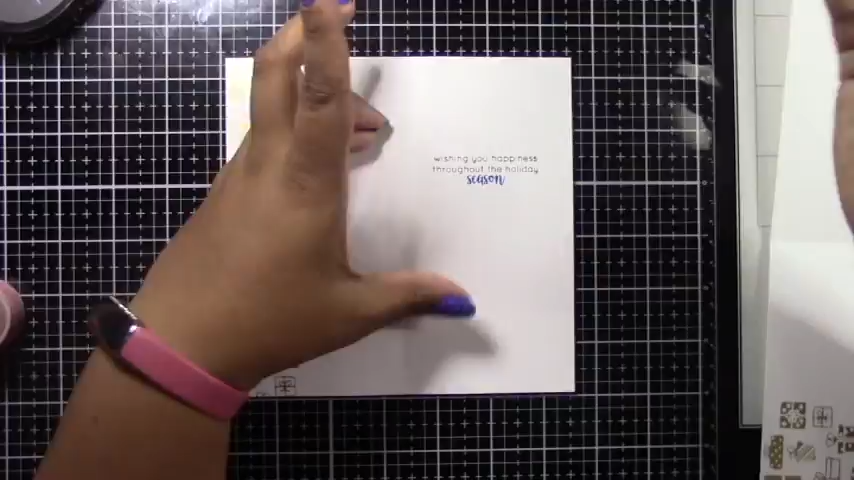 wishing you happiness
throughout the holiday
season